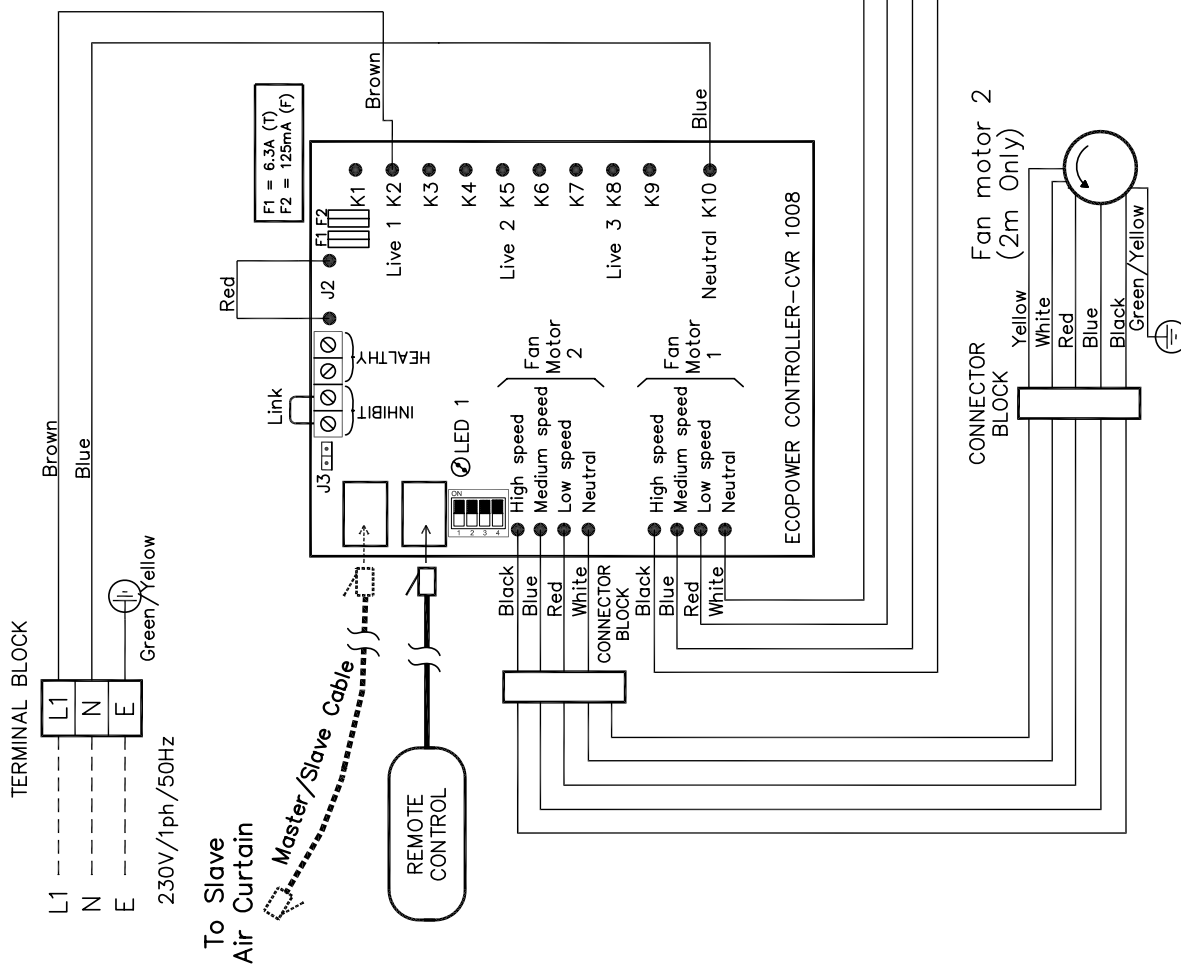 TERMINAL BLOCK
L1
N
E
L1
N
E
230V/1ph/50Hz
Brown
Blue
Green/Yellow
To Slave
Air Curtain
Master/Slave Cable
REMOTE
CONTROL
F1 = 6.3A (T)
F2 = 125mA (F)
Brown
Blue
Red
Link
J3
INHIBIT
HEALTHY
J2
F1
F2
K1
K2
K3
K4
K5
K6
K7
K8
K9
K10
Live 1
Live 2
Live 3
Neutral
LED 1
ON
1 2 3 4
High speed
Medium speed
Low speed
Neutral
Fan
Motor
2
High speed
Medium speed
Low speed
Neutral
Fan
Motor
1
ECOPOWER CONTROLLER-CVR 1008
Black
Blue
Red
White
CONNECTOR
BLOCK
Black
Blue
Red
White
CONNECTOR
BLOCK
Yellow
White
Red
Blue
Black
Green/Yellow
Fan motor 2
(2m Only)